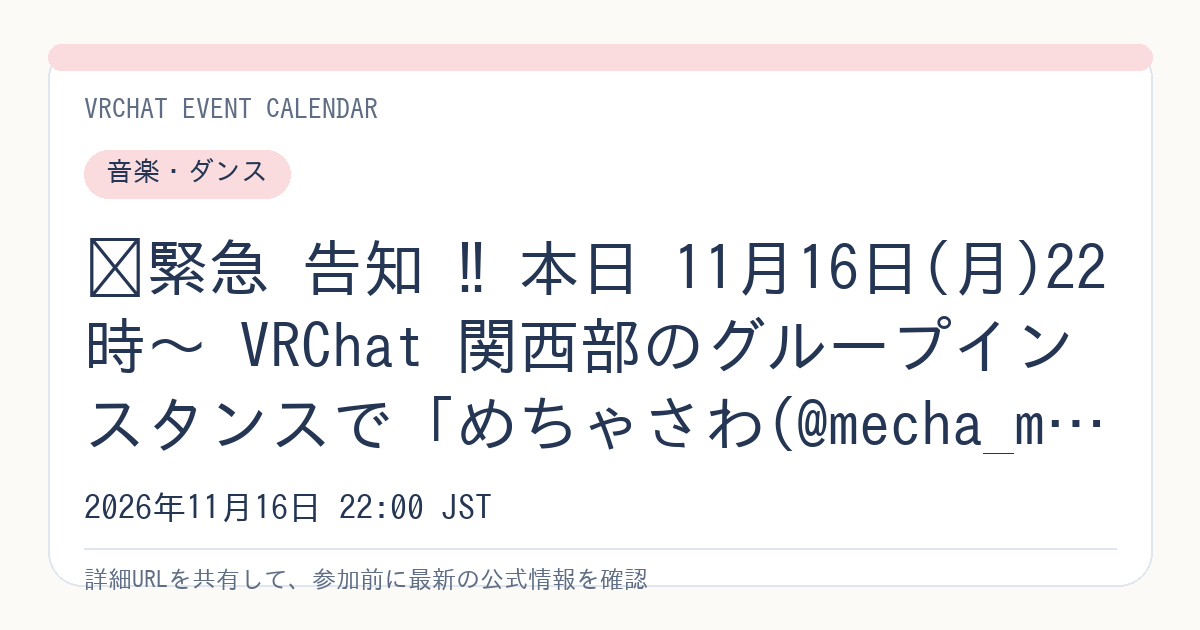 VRCHAT EVENT CALENDAR
音楽・ダンス
緊急 告知 ‼ 本日 11月16日(月)22
時〜 VRChat 関西部のグループイン
スタンスで「めちゃさわ(@mecha_m…
2026年11月16日 22:00 JST
詳細URLを共有して、参加前に最新の公式情報を確認